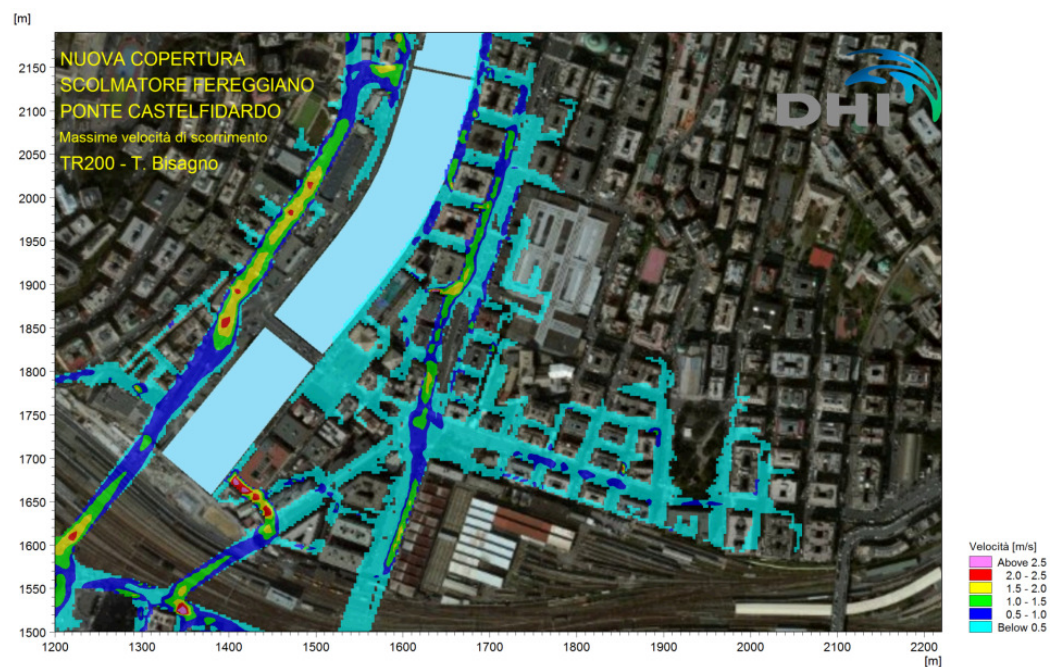 [m]
NUOVA COPERTURA
SCOLMATORE FEREGGIANO
PONTE CASTELFIDARDO
Massime velocità di scorrimento
TR200 - T. Bisagno
DHI
2150
2100
2050
2000
1950
1900
1850
1800
1750
1700
1650
1600
1550
1500
1200 1300 1400 1500 1600 1700 1800 1900 2000 2100 2200
[m]
Velocità [m/s]
Above 2.5
2.0 - 2.5
1.5 - 2.0
1.0 - 1.5
0.5 - 1.0
Below 0.5